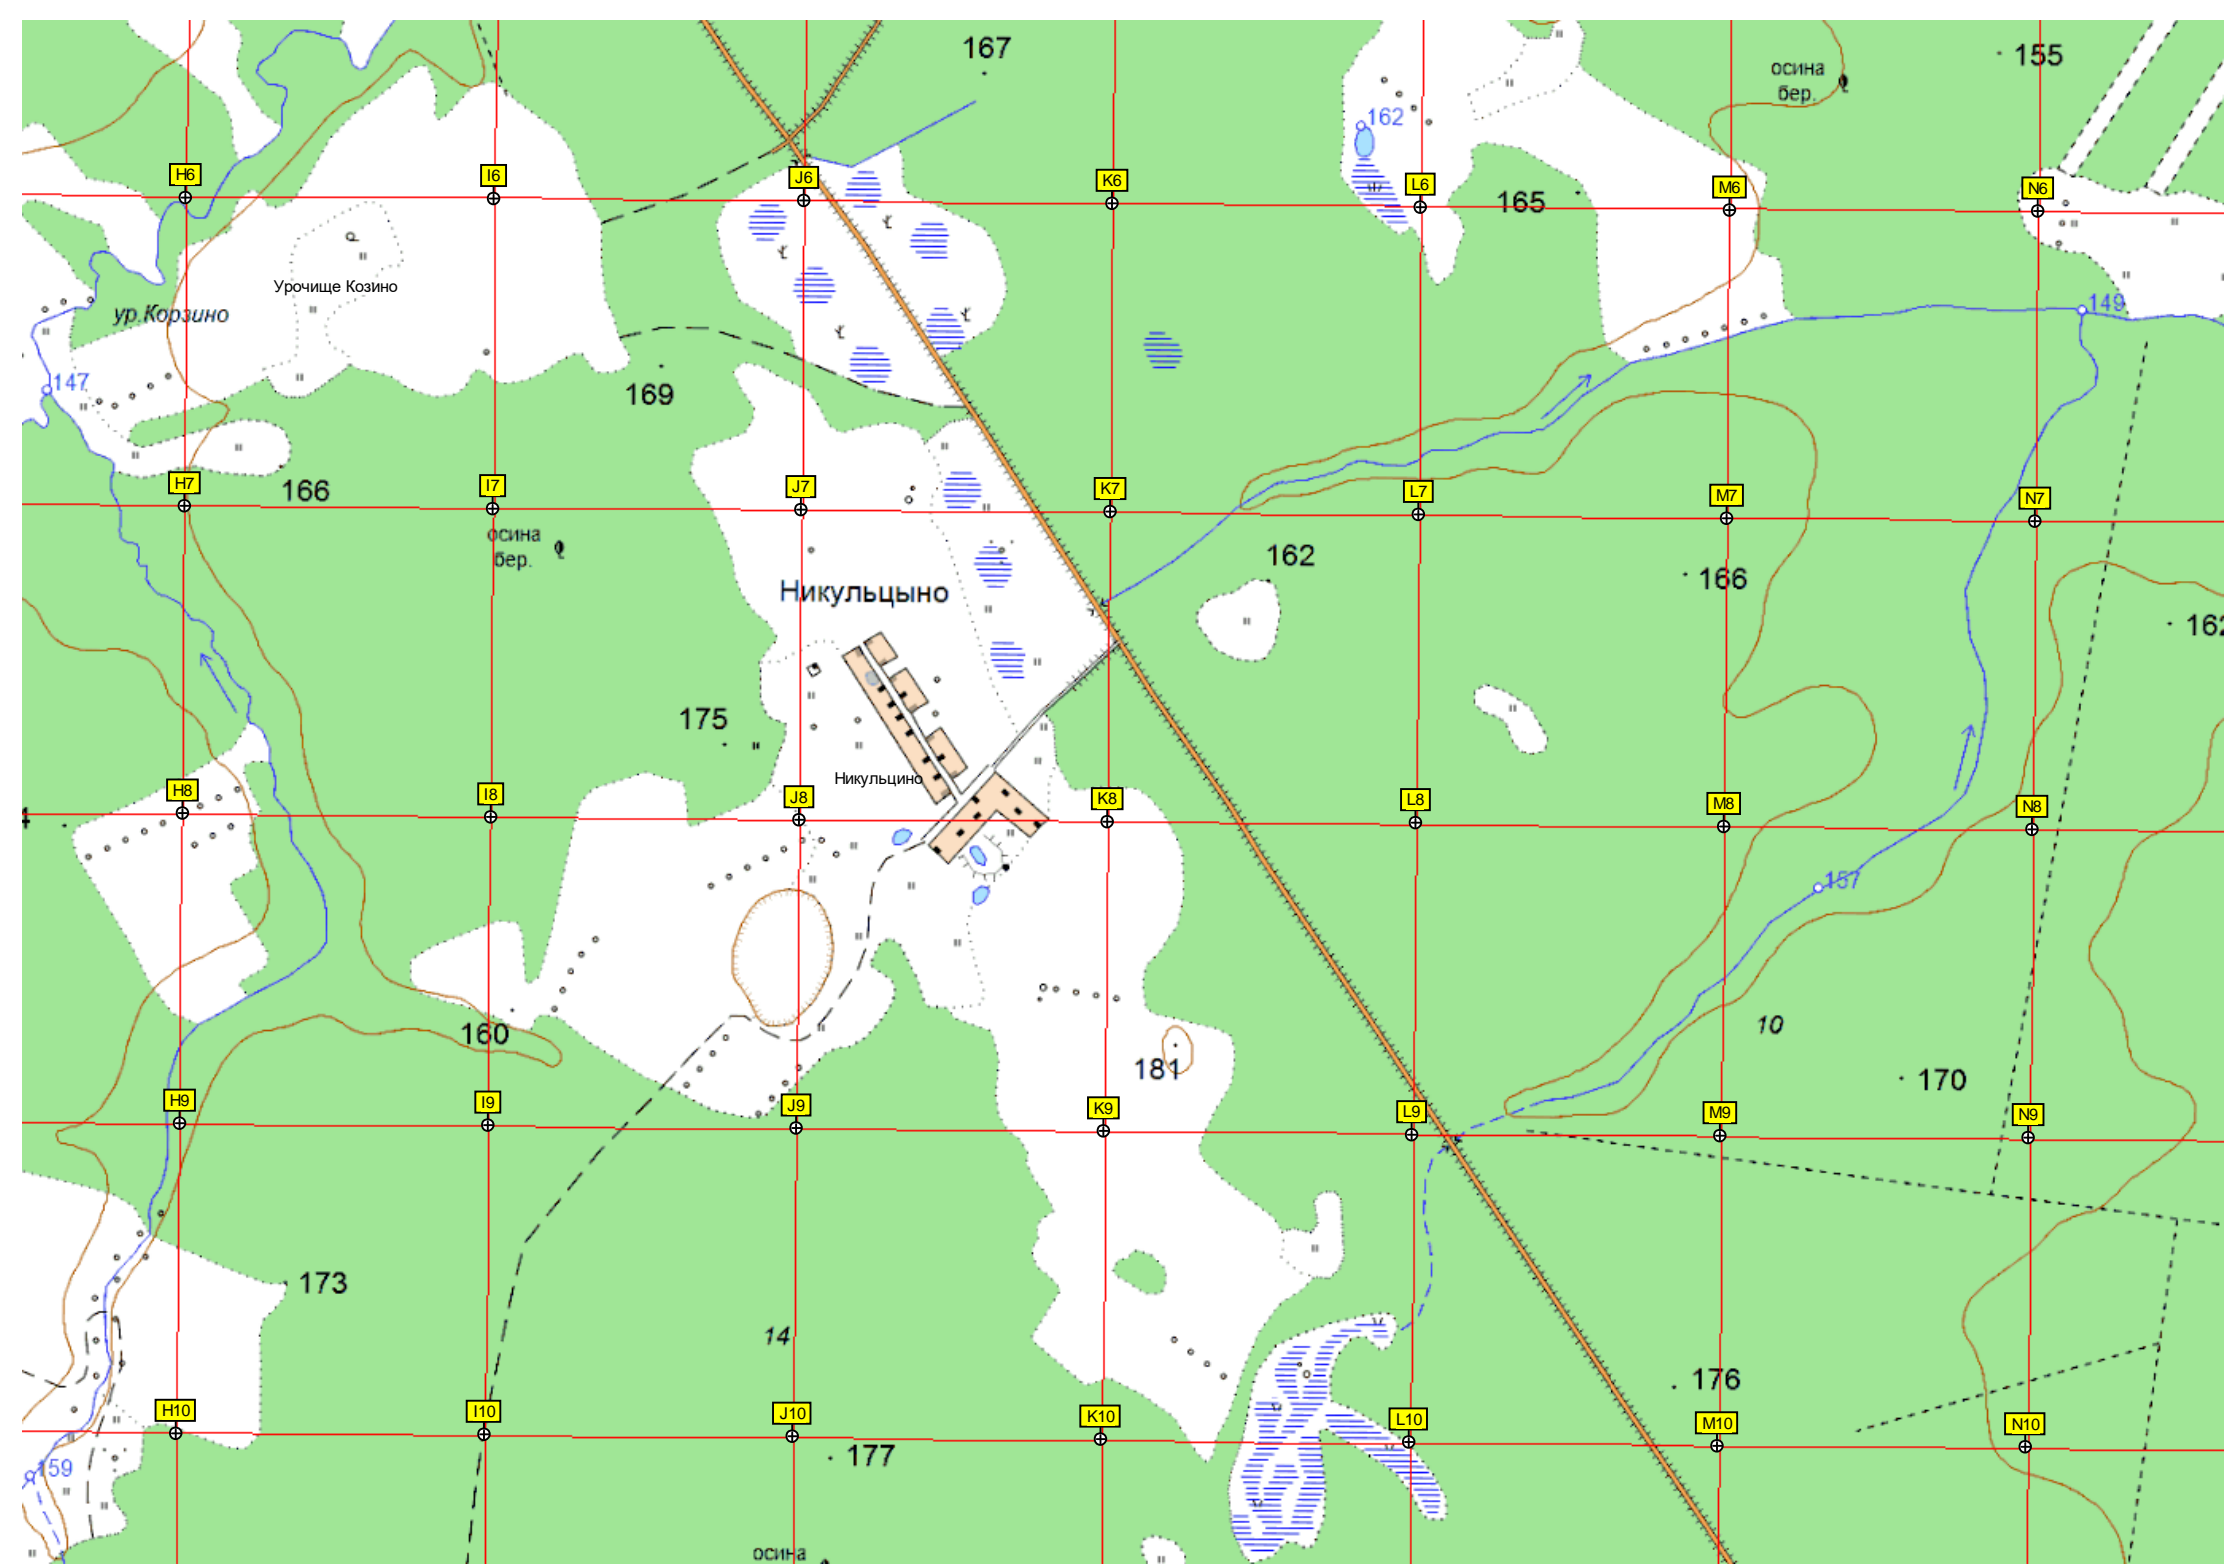 167
155
осина
бер.
162
H6
I6
J6
K6
L6
165
M6
N6
Урочище Козино
ур.Корзино
149
147
169
166
H7
I7
J7
K7
L7
M7
N7
осина
бер.
162
166
Никульцыно
162
175
Никульцино
H8
I8
J8
K8
L8
M8
N8
4
157
160
10
181
170
H9
I9
J9
K9
L9
M9
N9
173
14
176
H10
I10
J10
K10
L10
M10
N10
177
159
осина